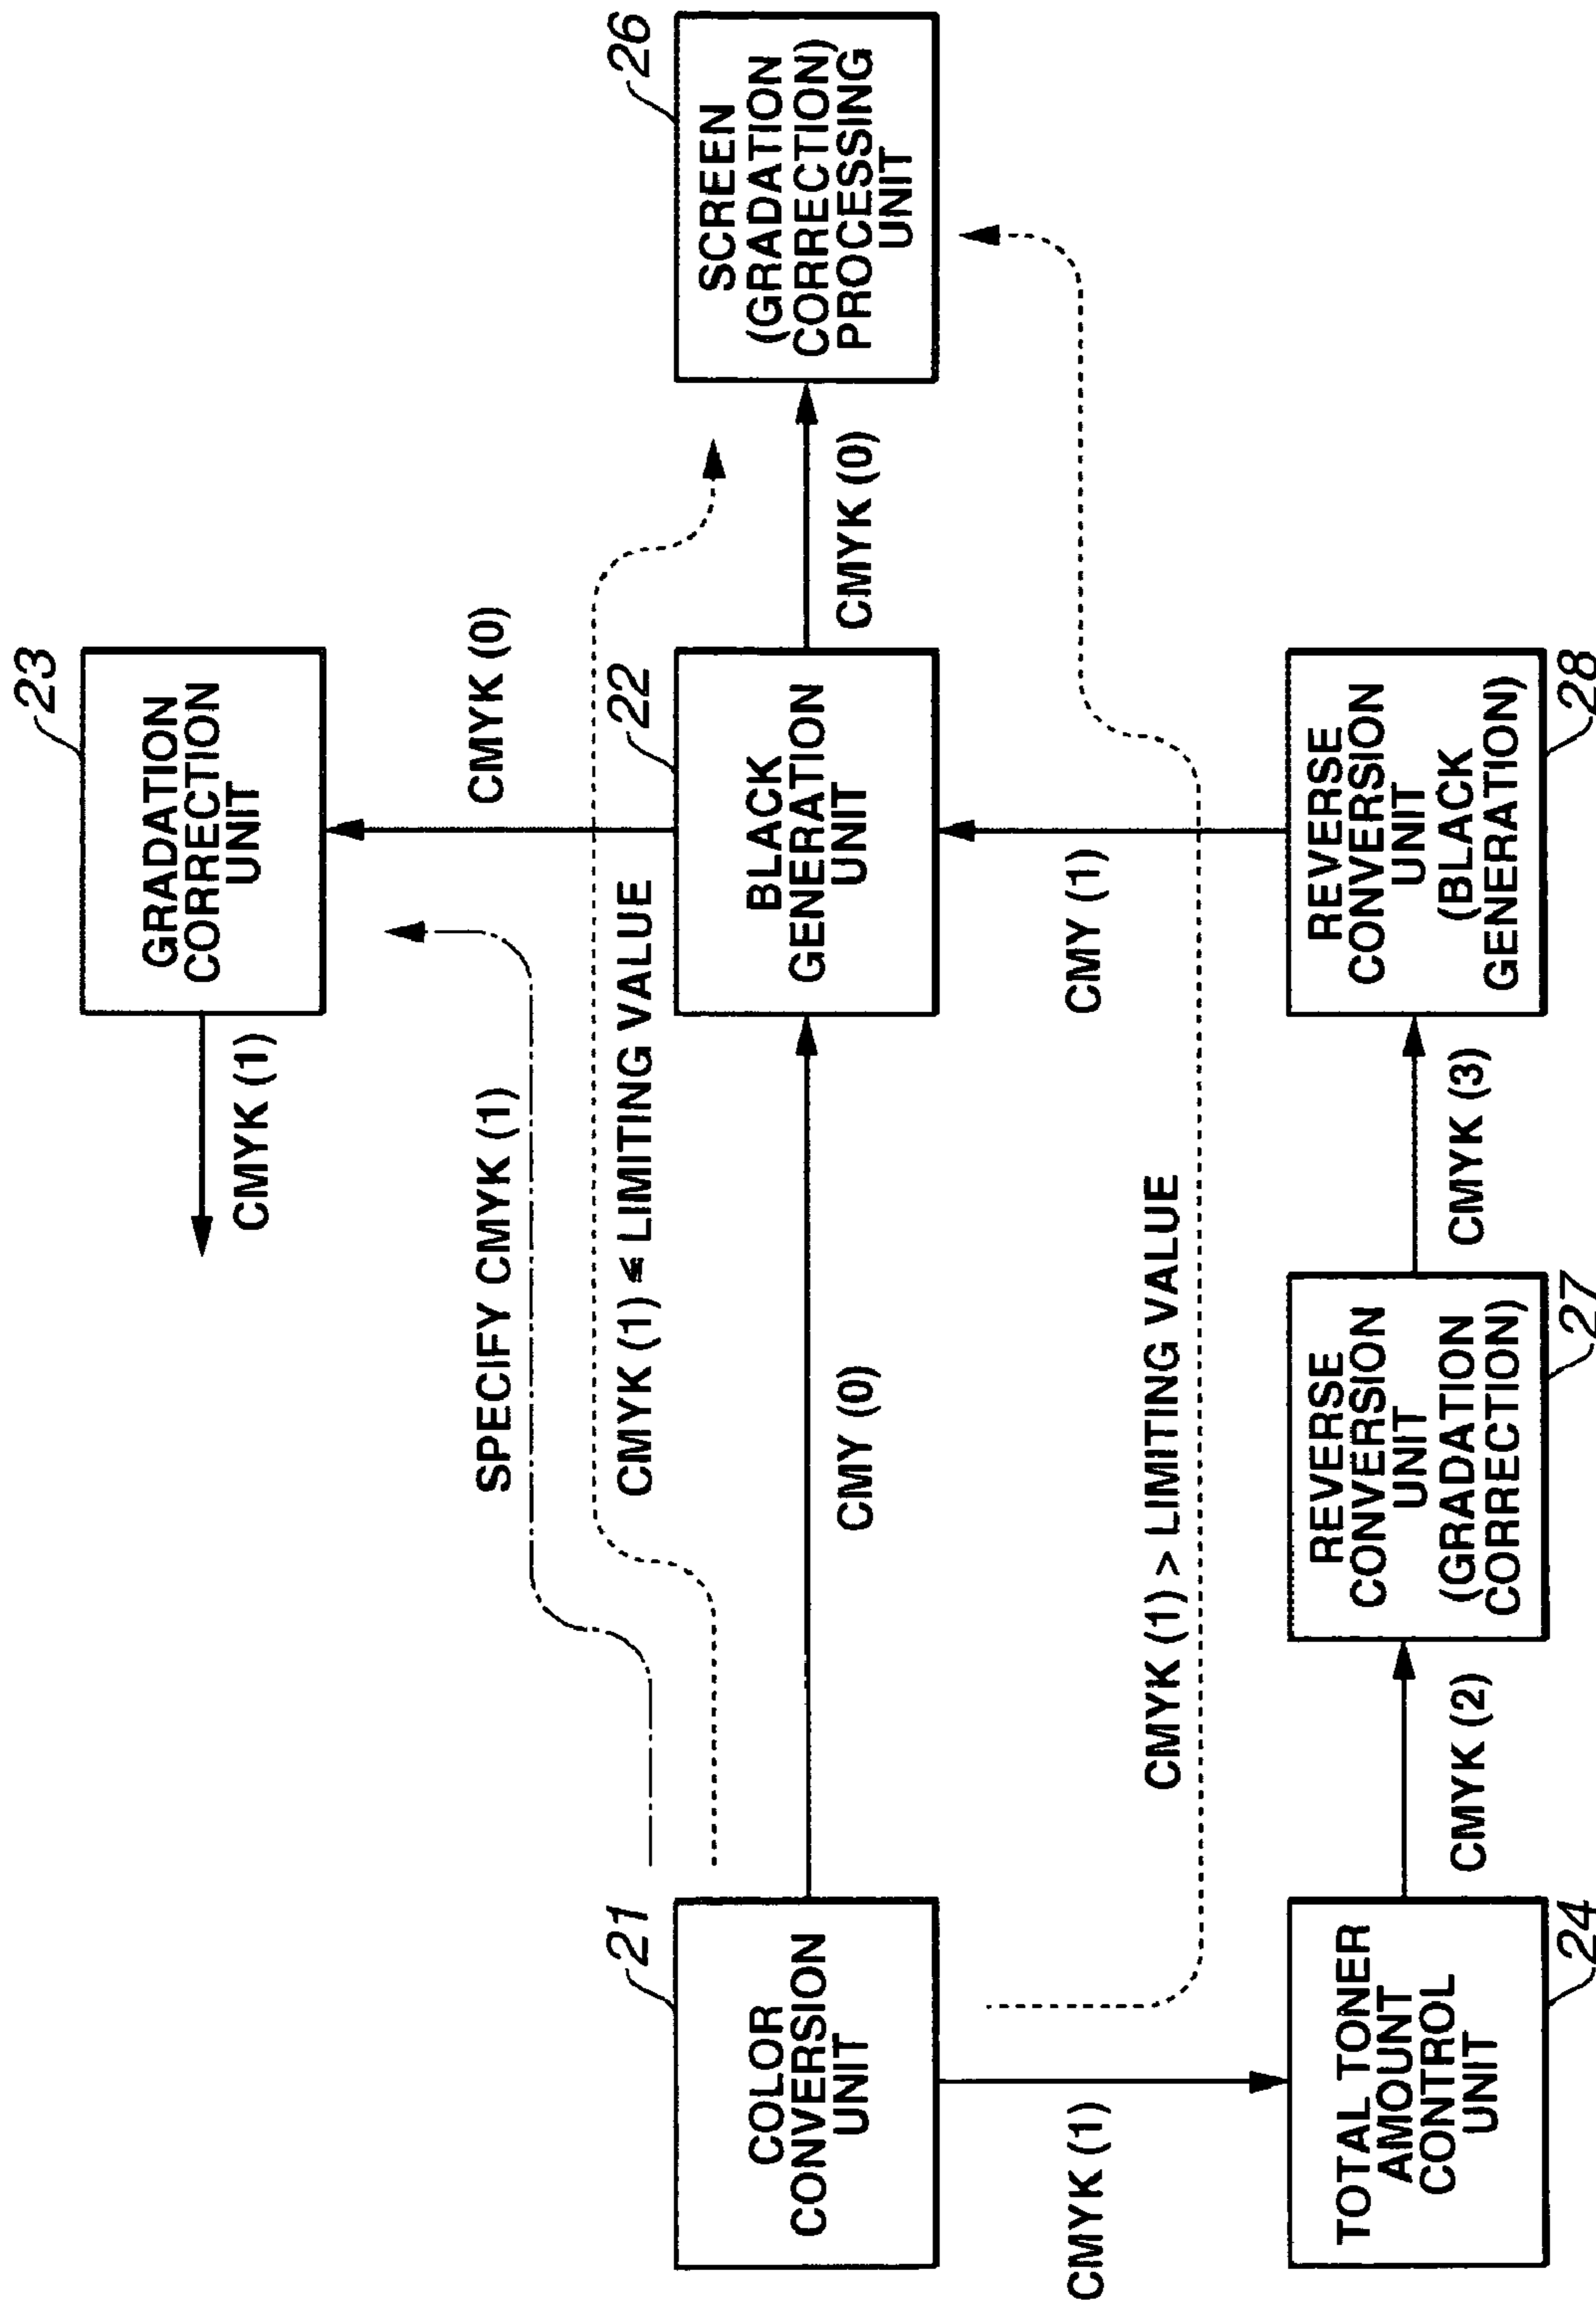 23
GRADATION
CORRECTION
UNIT
CMYK (1)
CMYK (0)
SPECIFY CMYK (1)
CMYK (1) ≤ LIMITING VALUE
21
COLOR
CONVERSION
UNIT
CMY (0)
22
BLACK
GENERATION
UNIT
CMYK (0)
26
SCREEN
(GRADATION
CORRECTION)
PROCESSING
UNIT
CMYK (1)
CMY (1)
CMYK (1) > LIMITING VALUE
TOTAL TONER
AMOUNT
CONTROL
UNIT
24
CMYK (2)
REVERSE
CONVERSION
UNIT
(GRADATION
CORRECTION)
27
CMYK (3)
REVERSE
CONVERSION
UNIT
(BLACK
GENERATION)
28